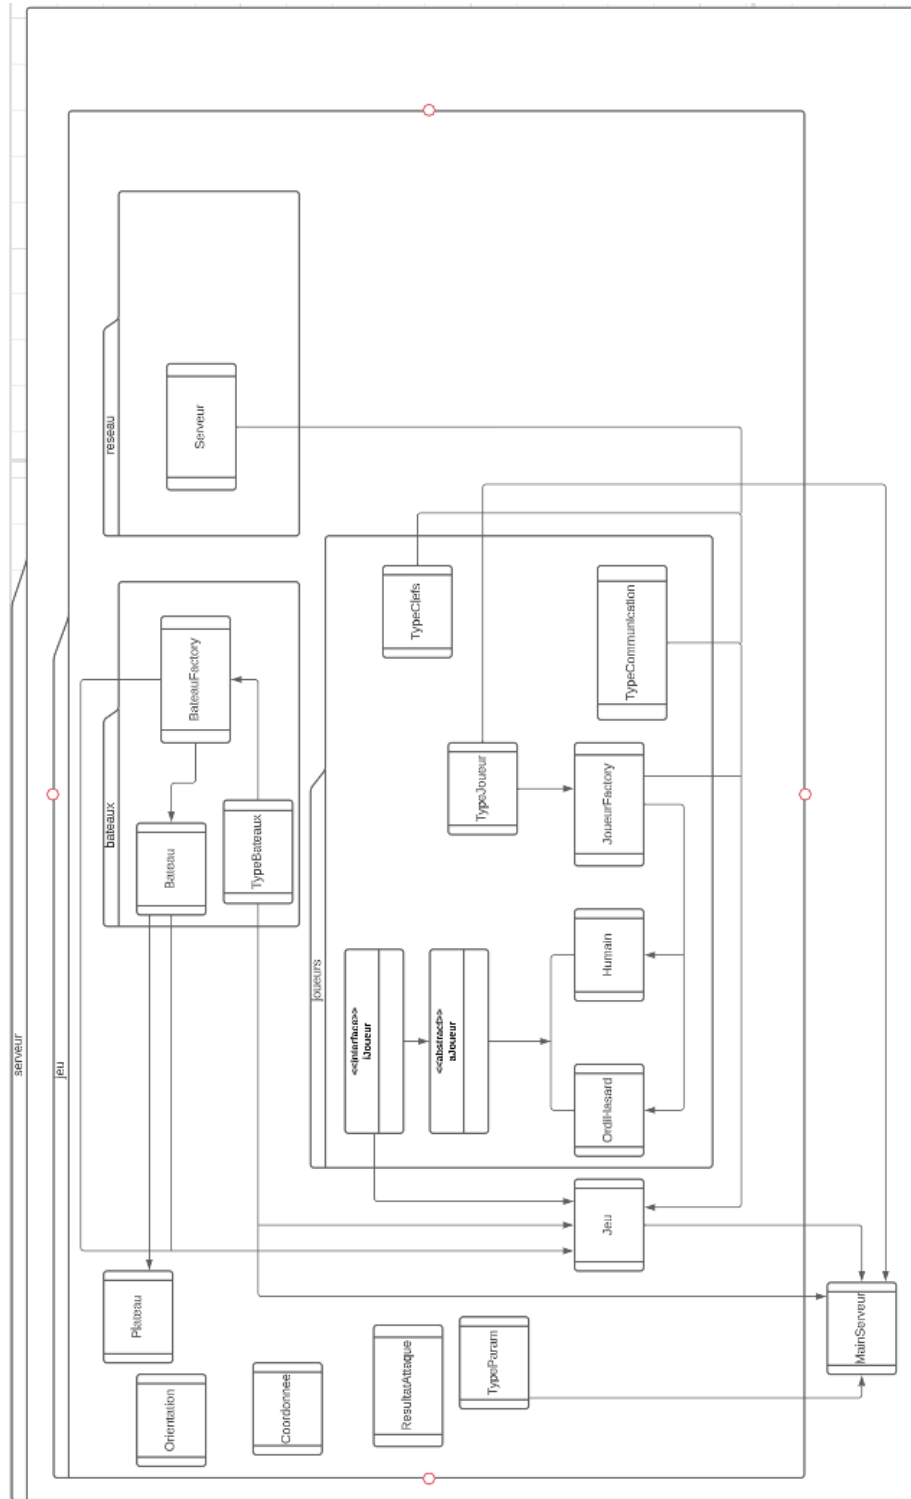 serveur
jeu
reseau
Serveur
bateaux
BateauFactory
Bateau
TypeBateaux
joueurs
TypeClefs
TypeCommunication
TypeJoueur
JoueurFactory
<<interface>>
iJoueur
<<abstract>>
aJoueur
Humain
OrdiHasard
Jeu
Plateau
Orientation
Coordonnee
ResultatAttaque
TypeParam
MainServeur